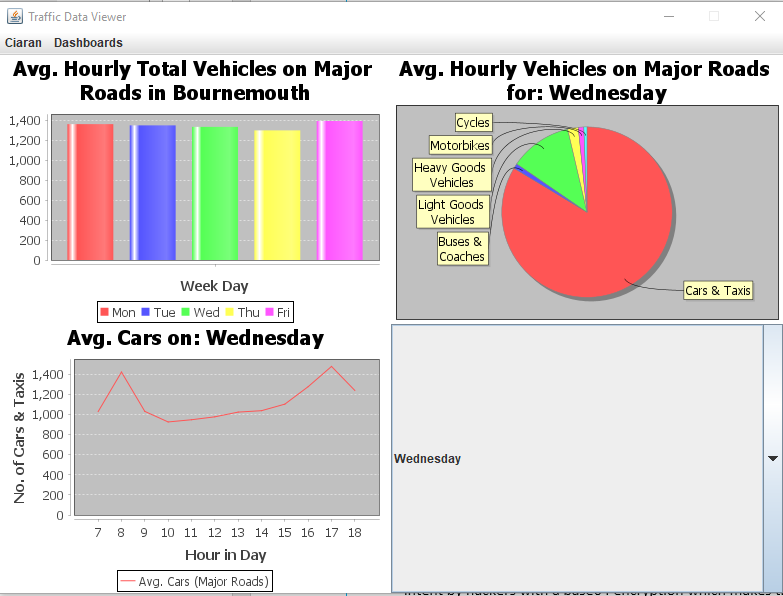 Traffic Data Viewer
Ciaran Dashboards
Avg. Hourly Total Vehicles on Major
Roads in Bournemouth
1,400
1,200
1,000
800
600
400
200
0
Week Day
Mon Tue Wed Thu Fri
Avg. Hourly Vehicles on Major Roads
for: Wednesday
Cycles
Motorbikes
Heavy Goods
Vehicles
Light Goods
Vehicles
Buses &
Coaches
Cars & Taxis
Avg. Cars on: Wednesday
No. of Cars & Taxis
1,400
1,200
1,000
800
600
400
200
0
7 8 9 10 11 12 13 14 15 16 17 18
Hour in Day
Avg. Cars (Major Roads)
Wednesday